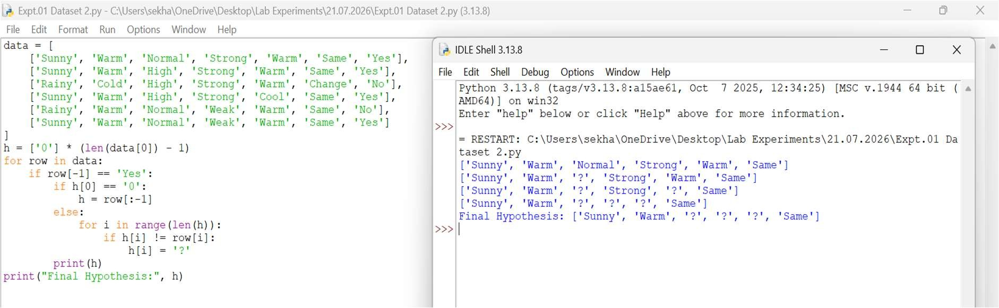 Expt.01 Dataset 2.py - C:\Users\sekha\OneDrive\Desktop\Lab Experiments\21.07.2026\Expt.01 Dataset 2.py (3.13.8)
File Edit Format Run Options Window Help
data = [
    ['Sunny', 'Warm', 'Normal', 'Strong', 'Warm', 'Same', 'Yes'],
    ['Sunny', 'Warm', 'High', 'Strong', 'Warm', 'Same', 'Yes'],
    ['Rainy', 'Cold', 'High', 'Strong', 'Warm', 'Change', 'No'],
    ['Sunny', 'Warm', 'High', 'Strong', 'Cool', 'Same', 'Yes'],
    ['Rainy', 'Warm', 'Normal', 'Weak', 'Warm', 'Same', 'No'],
    ['Sunny', 'Warm', 'Normal', 'Weak', 'Warm', 'Same', 'Yes']
]
h = ['0'] * (len(data[0]) - 1)
for row in data:
    if row[-1] == 'Yes':
        if h[0] == '0':
            h = row[:-1]
        else:
            for i in range(len(h)):
                if h[i] != row[i]:
                    h[i] = '?'
        print(h)
print("Final Hypothesis:", h)
IDLE Shell 3.13.8
File Edit Shell Debug Options Window Help
Python 3.13.8 (tags/v3.13.8:a15ae61, Oct  7 2025, 12:34:25) [MSC v.1944 64 bit (
AMD64)] on win32
Enter "help" below or click "Help" above for more information.
>>>
= RESTART: C:\Users\sekha\OneDrive\Desktop\Lab Experiments\21.07.2026\Expt.01 Da
taset 2.py
['Sunny', 'Warm', 'Normal', 'Strong', 'Warm', 'Same']
['Sunny', 'Warm', '?', 'Strong', 'Warm', 'Same']
['Sunny', 'Warm', '?', 'Strong', '?', 'Same']
['Sunny', 'Warm', '?', '?', '?', 'Same']
Final Hypothesis: ['Sunny', 'Warm', '?', '?', '?', 'Same']
>>>